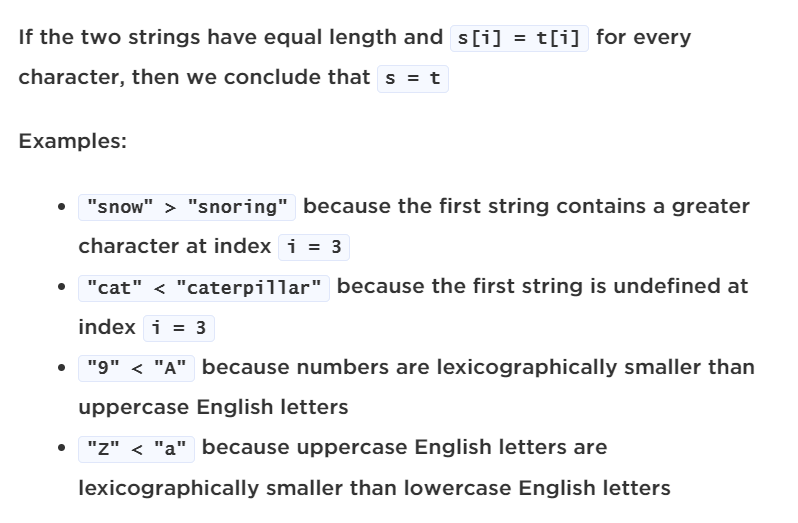 If the two strings have equal length and s[i] = t[i] for every
character, then we conclude that s = t
Examples:
• "snow" > "snoring" because the first string contains a greater
character at index i = 3
• "cat" < "caterpillar" because the first string is undefined at
index i = 3
• "9" < "A" because numbers are lexicographically smaller than
uppercase English letters
• "Z" < "a" because uppercase English letters are
lexicographically smaller than lowercase English letters